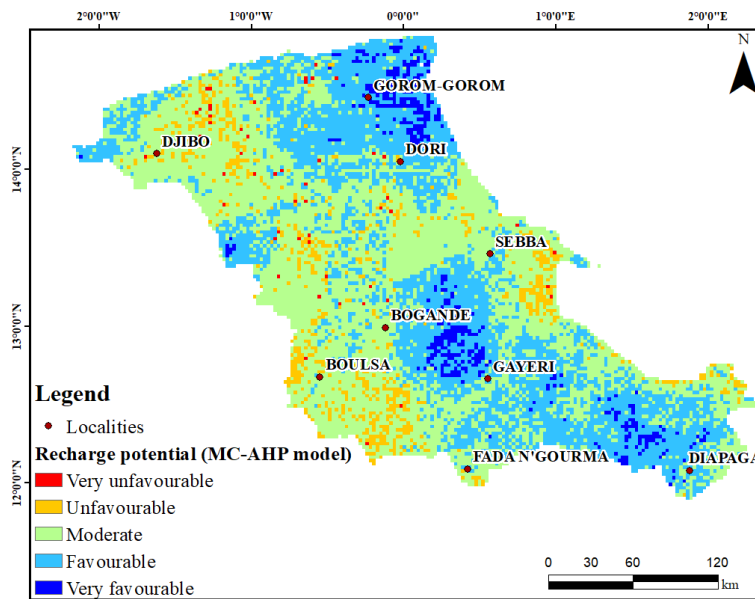 2°0'0"W 1°0'0"W 0°0'0"E 1°0'0"E 2°0'0"E
N
GOROM-GOROM
DJIBO
DORI
14°0'0"N
SEBBA
13°0'0"N
BOGANDE
BOULSA
GAYERI
Legend
Localities
Recharge potential (MC-AHP model)
FADA N'GOURMA
DIAPAGA
Very unfavourable
12°0'0"N
Unfavourable
Moderate
Favourable
0 30 60 120
Very favourable
km